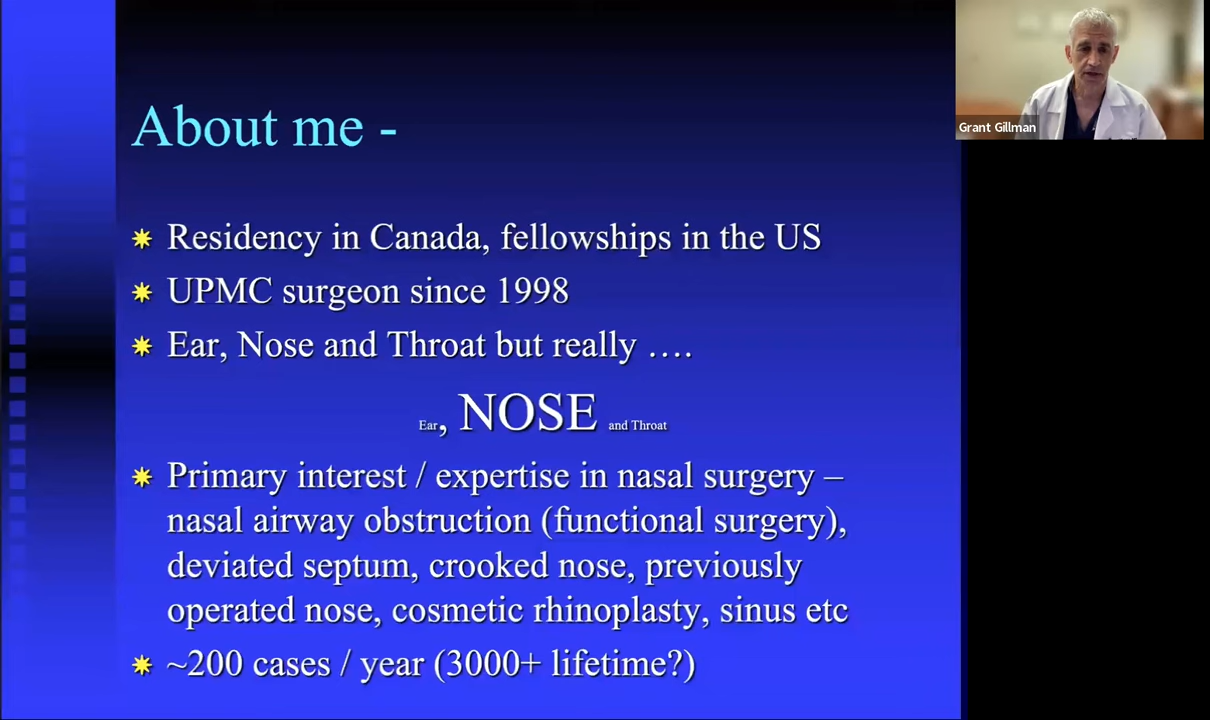 About me -
Residency in Canada, fellowships in the US
UPMC surgeon since 1998
Ear, Nose and Throat but really ….
Ear, NOSE and Throat
Primary interest / expertise in nasal surgery –
nasal airway obstruction (functional surgery),
deviated septum, crooked nose, previously
operated nose, cosmetic rhinoplasty, sinus etc
~200 cases / year (3000+ lifetime?)
Grant Gillman